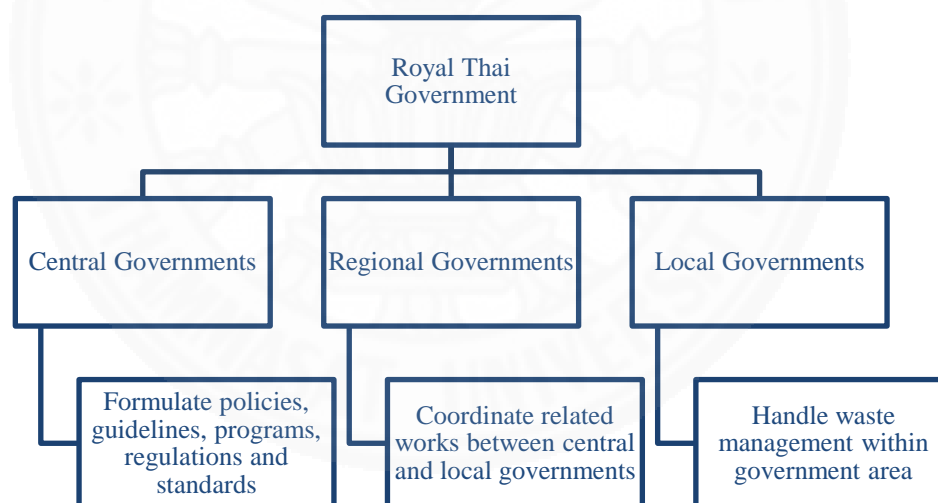 Royal Thai
Government
Central Governments
Regional Governments
Local Governments
Formulate policies,
guidelines, programs,
regulations and
standards
Coordinate related
works between central
and local governments
Handle waste
management within
government area